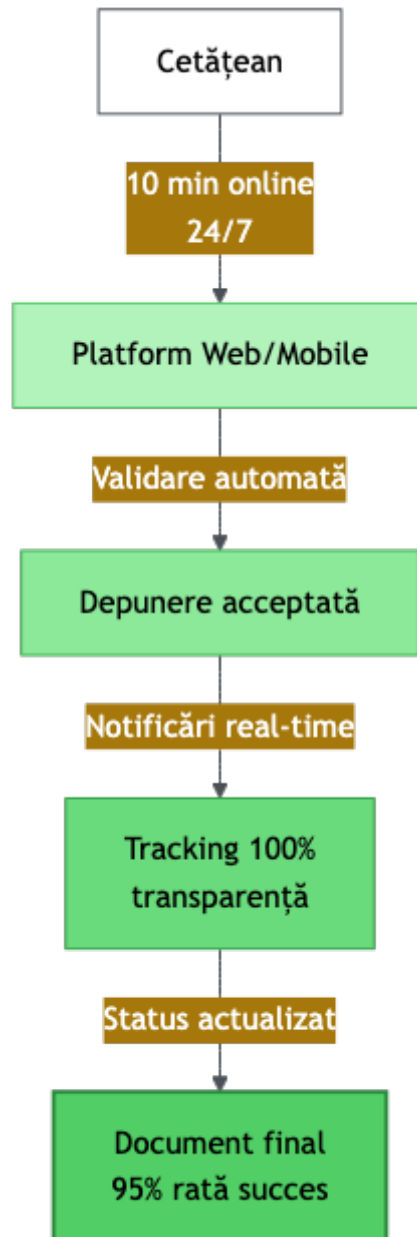 Cetățean
10 min online
24/7
Platform Web/Mobile
Validare automată
Depunere acceptată
Notificări real-time
Tracking 100%
transparență
Status actualizat
Document final
95% rată succes